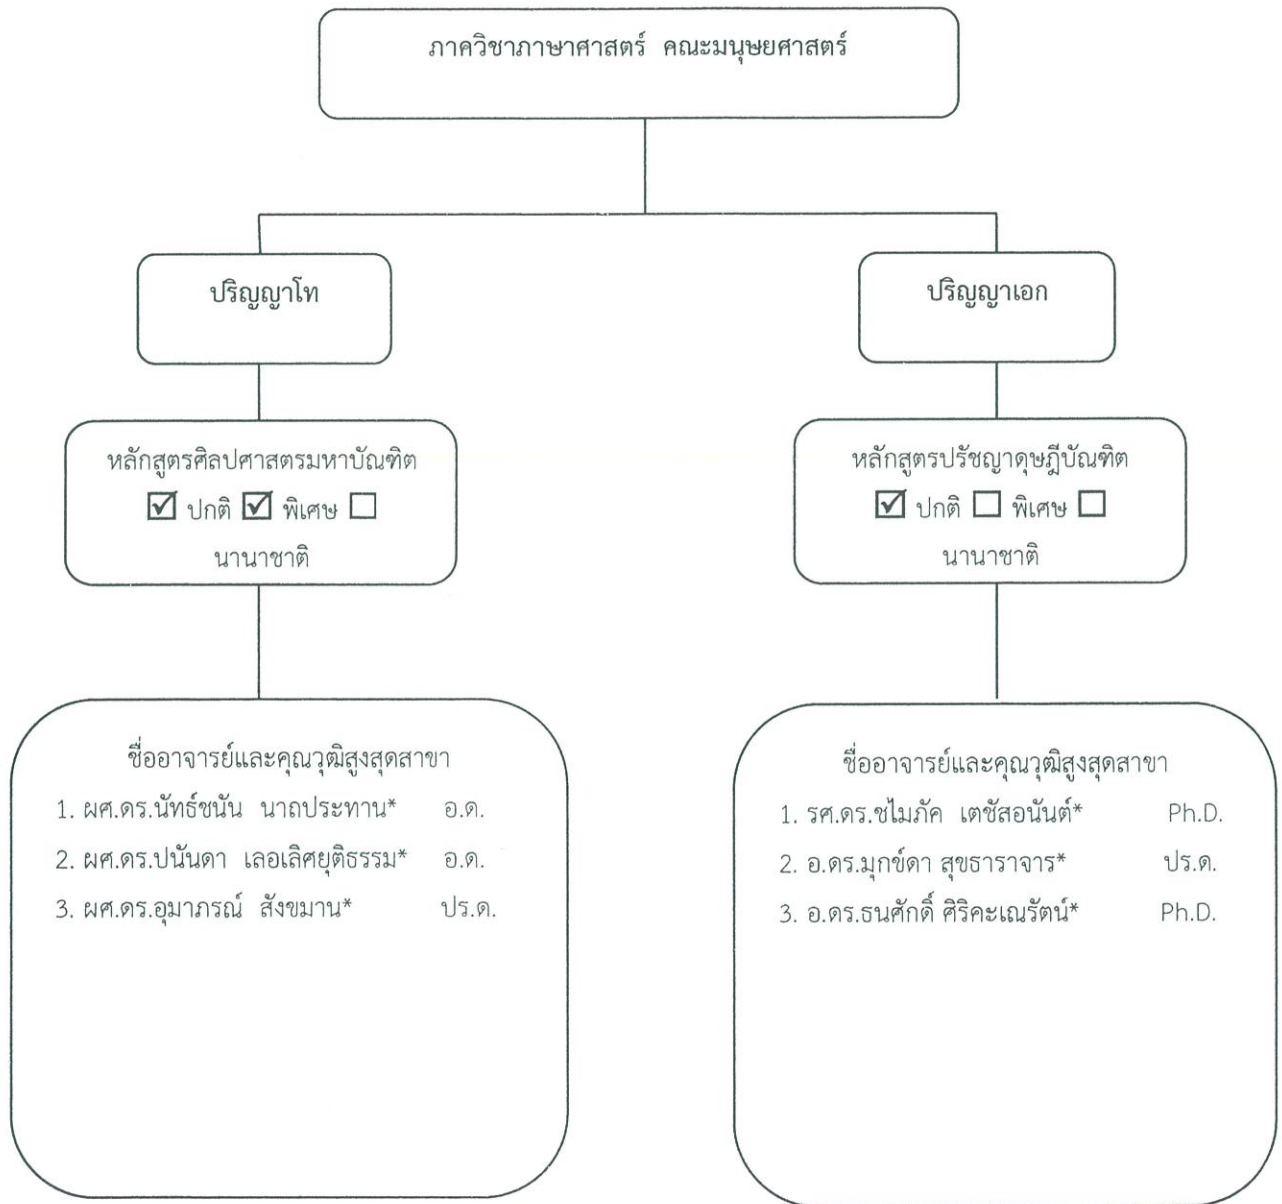 ภาควิชาภาษาศาสตร์ คณะมนุษยศาสตร์
ปริญญาโท
หลักสูตรศิลปศาสตรมหาบัณฑิต
☑ ปกติ ☑ พิเศษ ☐
นานาชาติ
ชื่ออาจารย์และคุณวุฒิสูงสุดสาขา
1. ผศ.ดร.นัทธ์ชนัน นาถประทาน* อ.ด.
2. ผศ.ดร.ปนันดา เลอเลิศยุติธรรม* อ.ด.
3. ผศ.ดร.อุมาภรณ์ สังขมาน* ปร.ด.
ปริญญาเอก
หลักสูตรปรัชญาดุษฎีบัณฑิต
☑ ปกติ ☐ พิเศษ ☐
นานาชาติ
ชื่ออาจารย์และคุณวุฒิสูงสุดสาขา
1. รศ.ดร.ชไมภัค เตชัสอนันต์* Ph.D.
2. อ.ดร.มุกข์ดา สุขธาราจาร* ปร.ด.
3. อ.ดร.ธนศักดิ์ ศิริคะเณรัตน์* Ph.D.